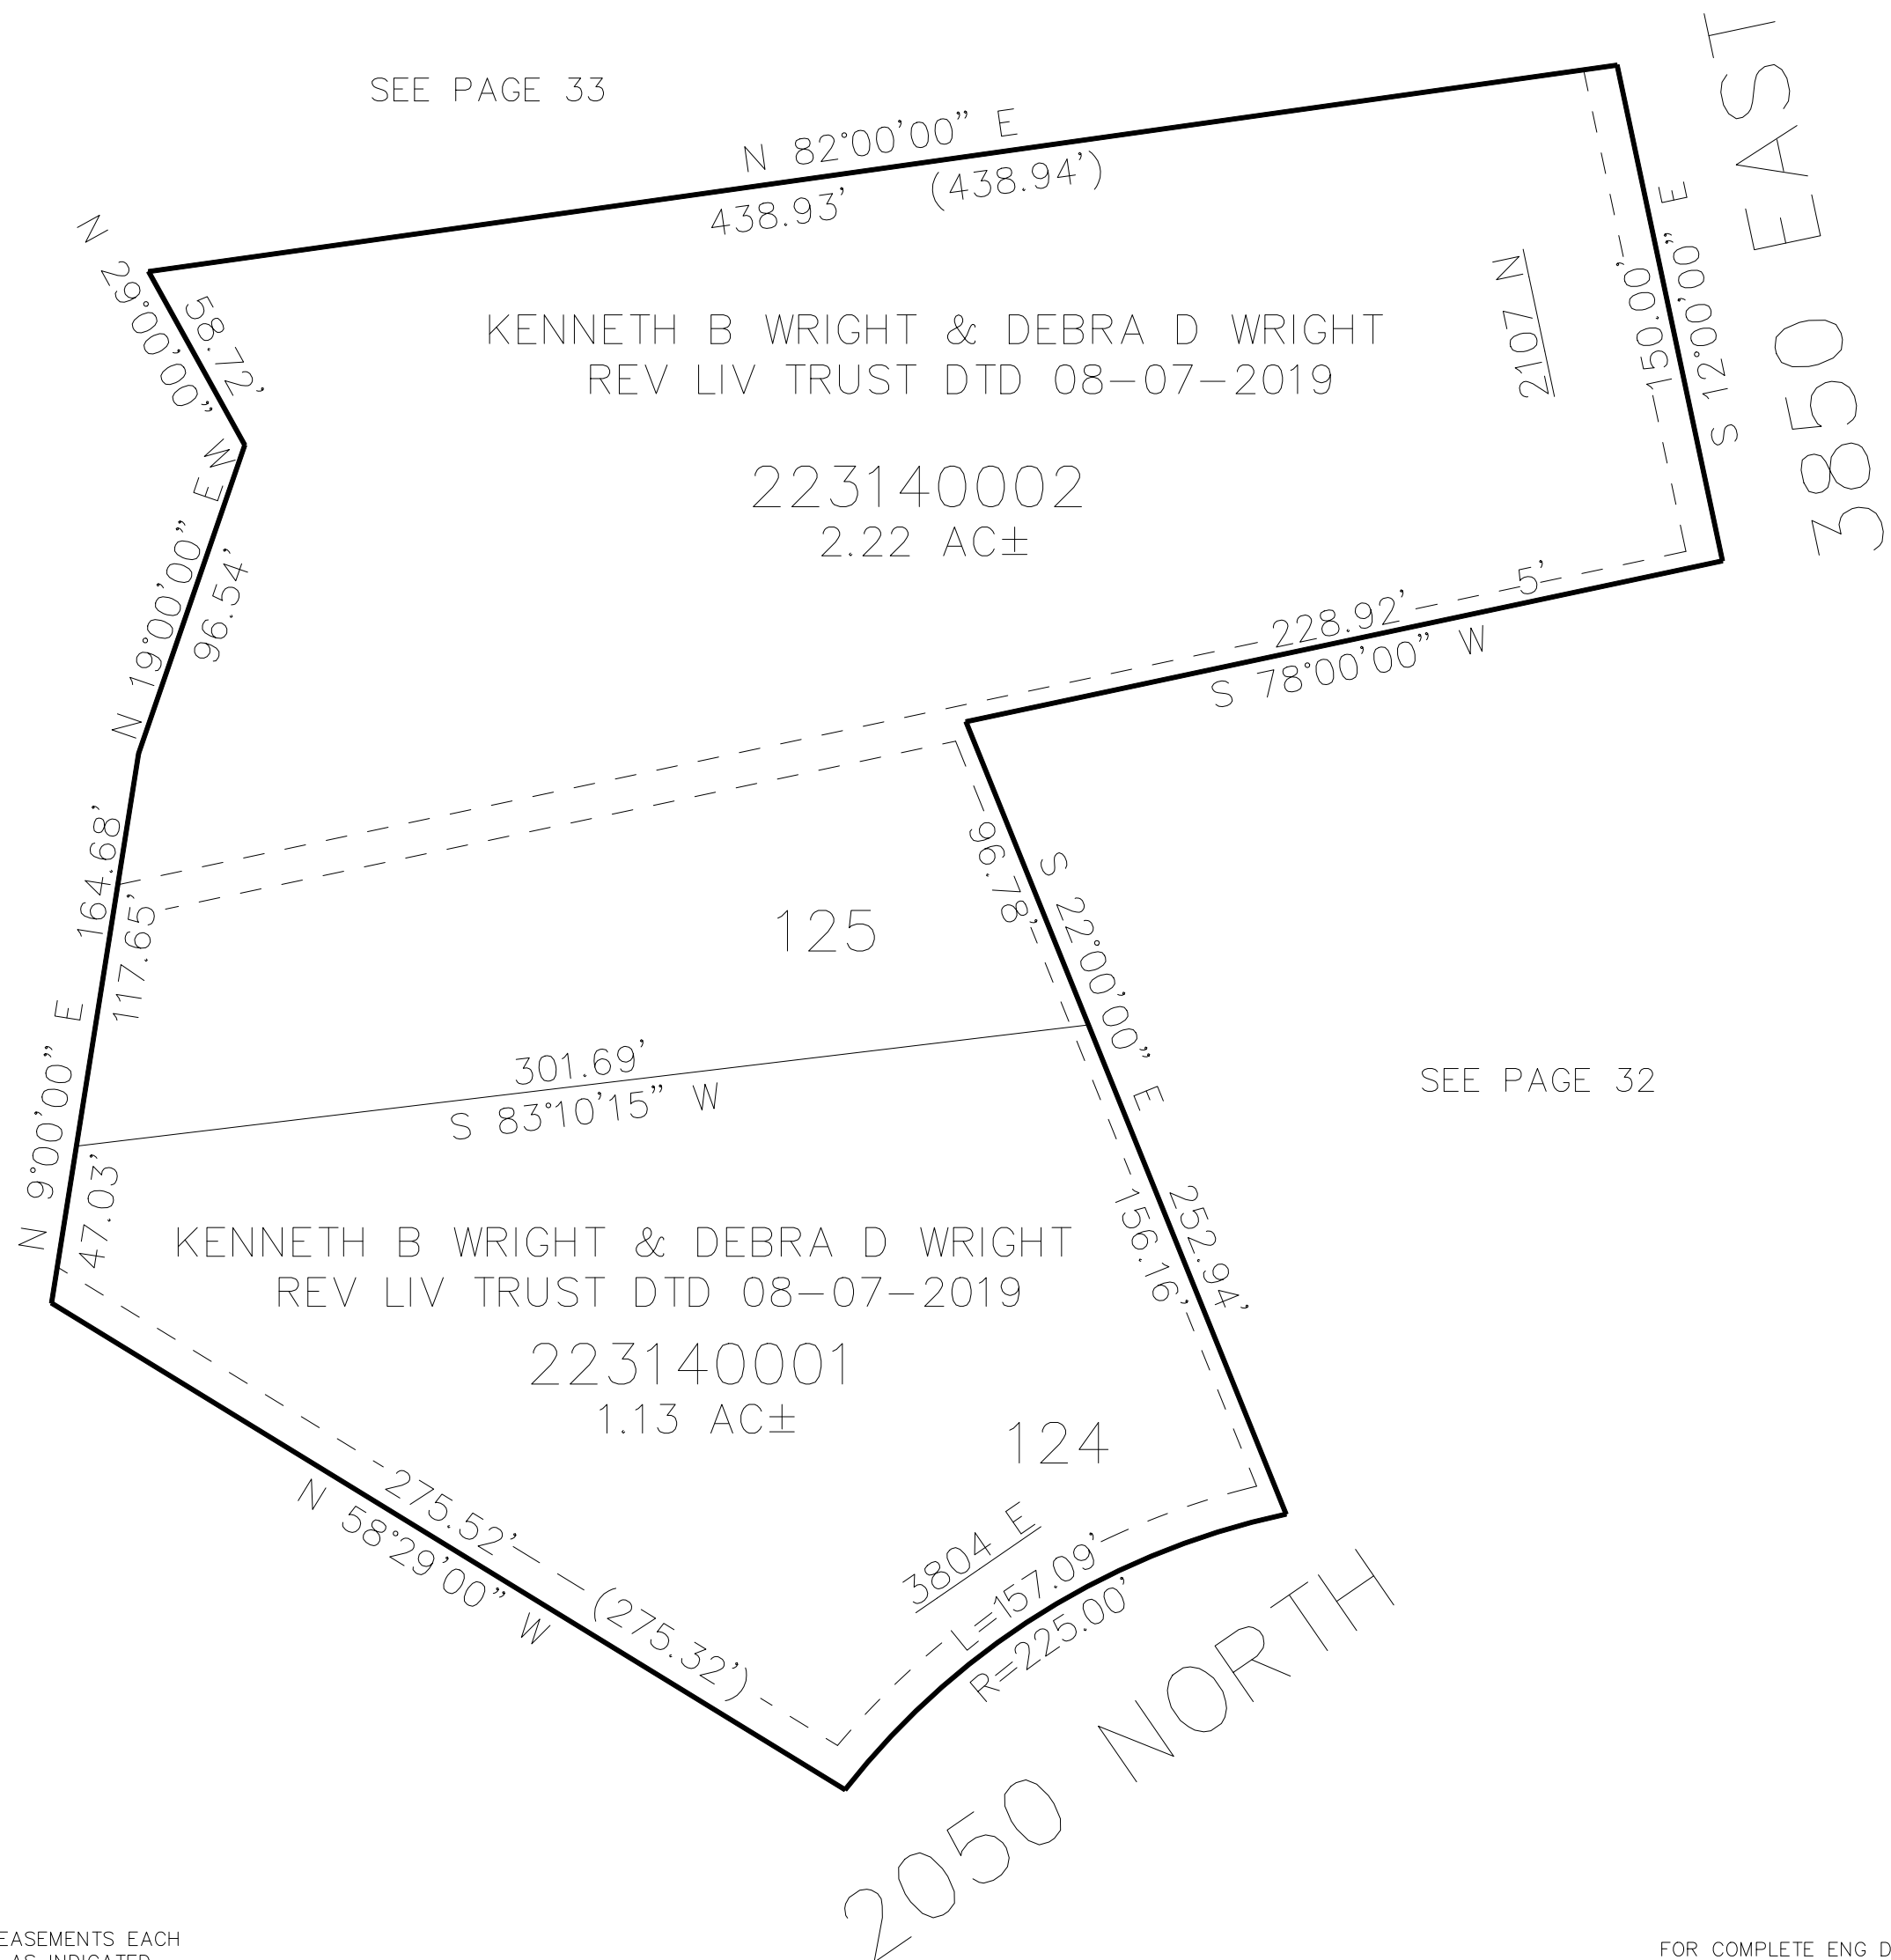 SEE PAGE 33
N 82°00'00" E
438.93' (438.94')
3850 EAST
S 12°00'00" E
150.00'
2107 N
N 29°00'00" W
58.72'
KENNETH B WRIGHT & DEBRA D WRIGHT
REV LIV TRUST DTD 08-07-2019
223140002
2.22 AC±
N 19°00'00" E
96.54'
5'
228.92'
S 78°00'00" W
N 9°00'00" E 164.68'
117.65'
96.78'
S 22°00'00" E 252.94'
125
301.69'
S 83°10'15" W
SEE PAGE 32
47.03'
156.16'
KENNETH B WRIGHT & DEBRA D WRIGHT
REV LIV TRUST DTD 08-07-2019
223140001
1.13 AC±
124
275.52' (275.32')
N 58°29'00" W
3804 E
L=157.09'
R=225.00'
2050 NORTH
EASEMENTS EACH
AS INDICATED
FOR COMPLETE ENG D